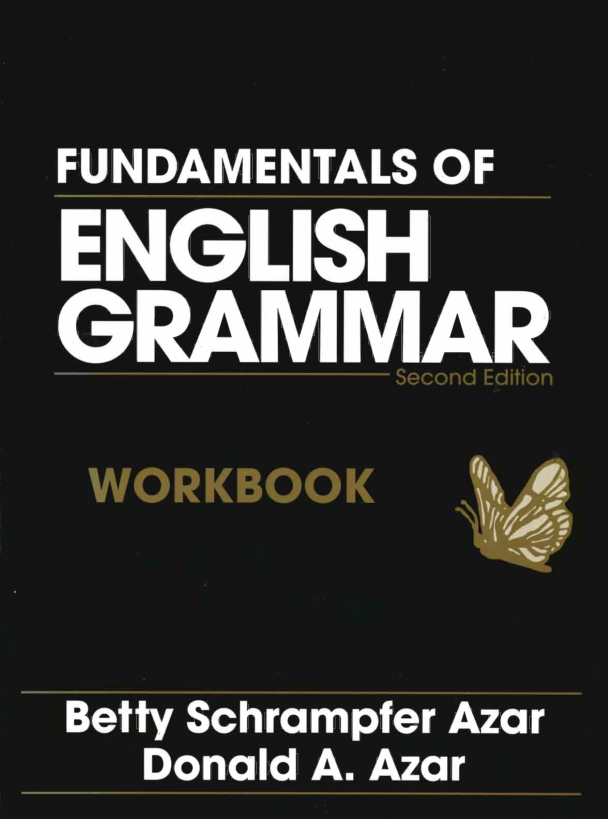 FUNDAMENTALS OF
ENGLISH
GRAMMAR
Second Edition
WORKBOOK
Betty Schrampfer Azar
Donald A. Azar